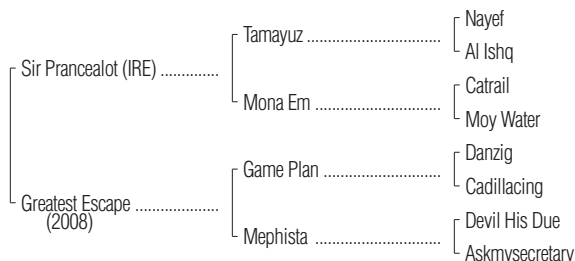 Nayef
Tamayuz
Al Ishq
Sir Prancealot (IRE)
Catrail
Mona Em
Moy Water
Danzig
Game Plan
Cadillacing
Greatest Escape
(2008)
Devil His Due
Mephista
Askmysecretary